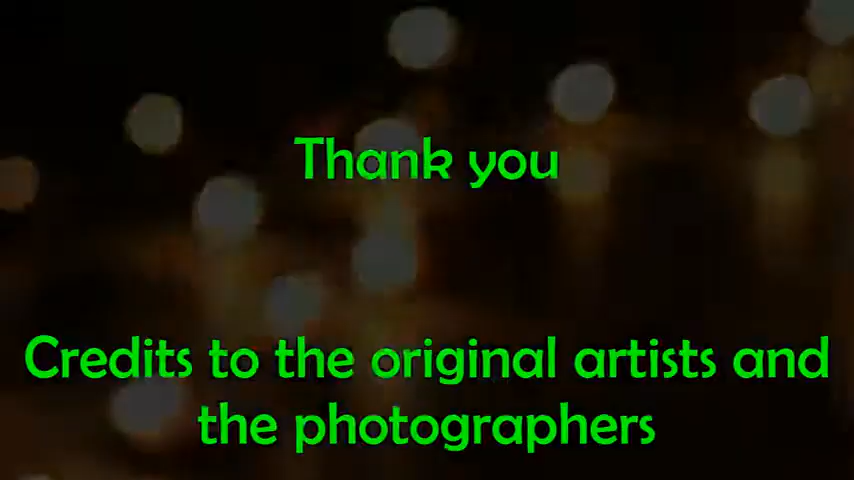 Thank you
Credits to the original artists and
the photographers